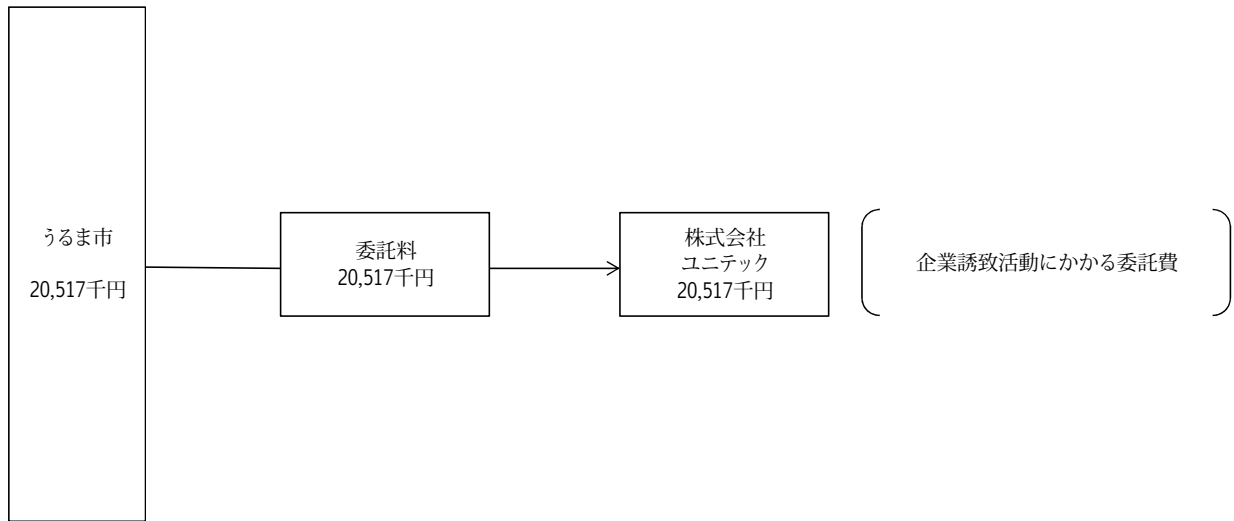 うるま市
20,517千円
委託料
20,517千円
株式会社
ユニテック
20,517千円
企業誘致活動にかかる委託費